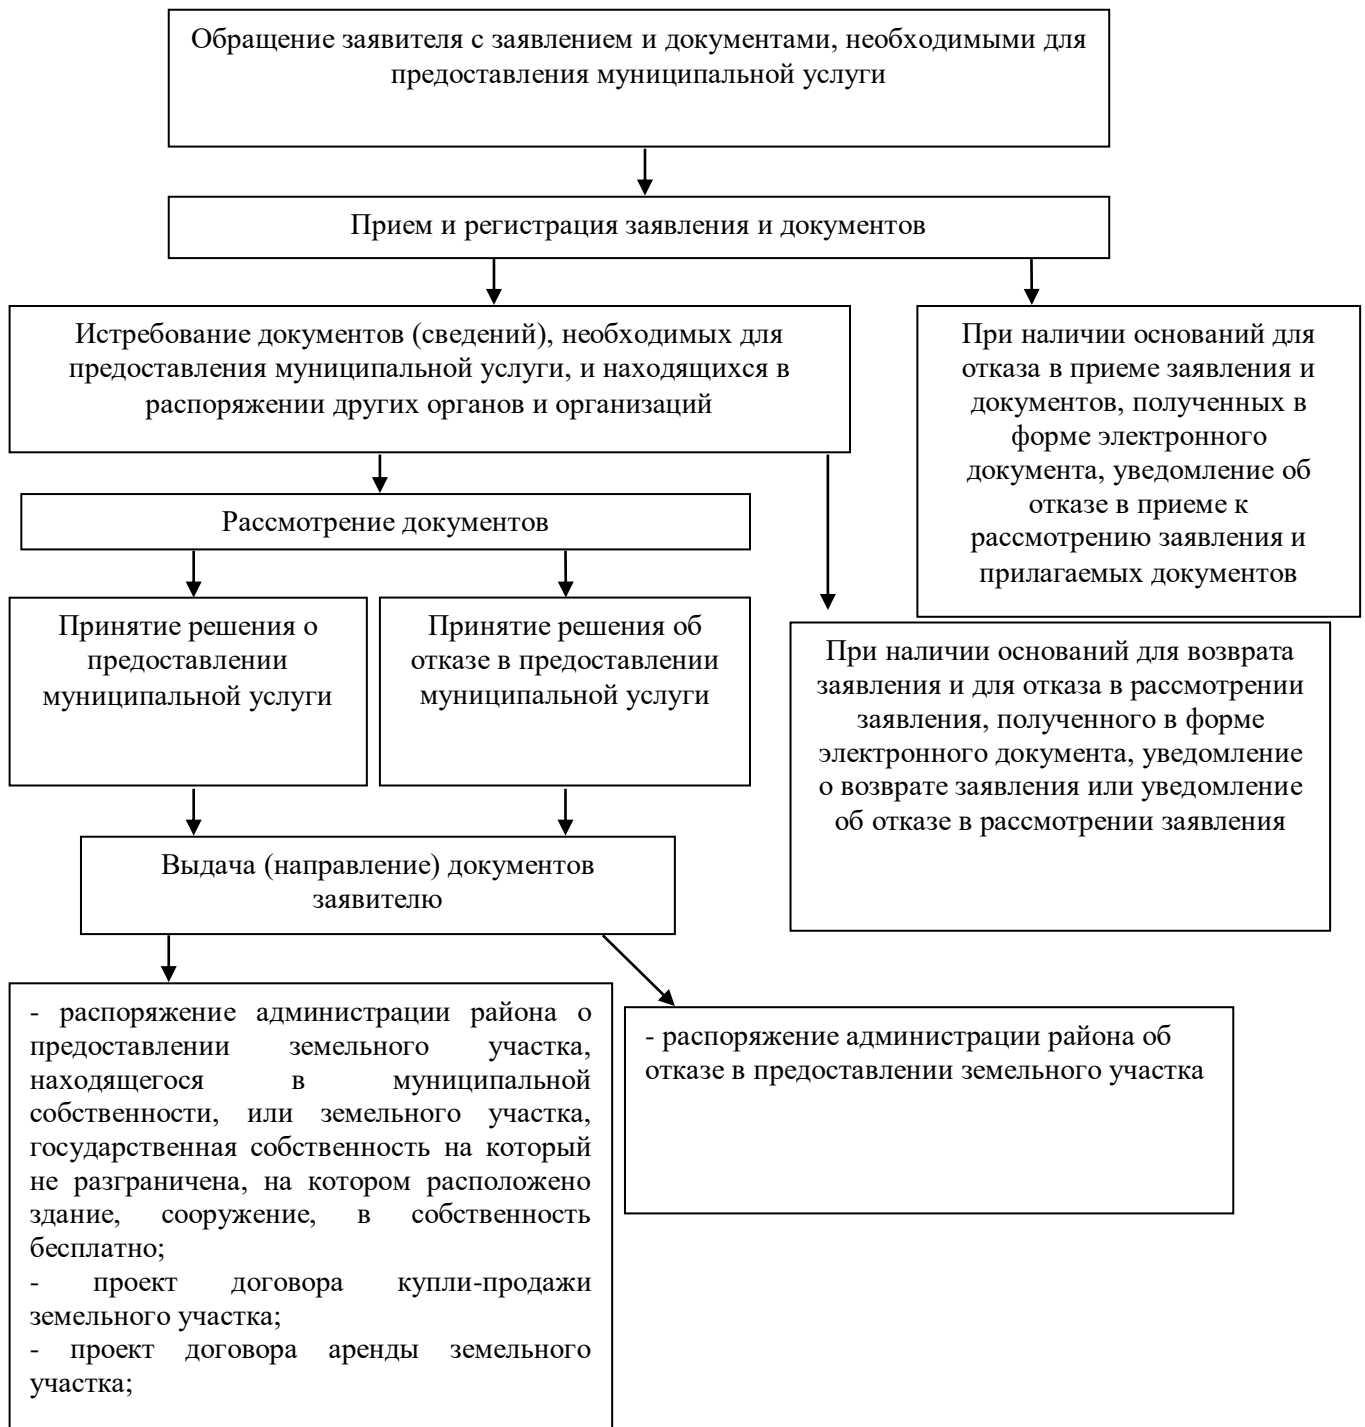 Обращение заявителя с заявлением и документами, необходимыми для
предоставления муниципальной услуги
Прием и регистрация заявления и документов
Истребование документов (сведений), необходимых для
предоставления муниципальной услуги, и находящихся в
распоряжении других органов и организаций
При наличии оснований для
отказа в приеме заявления и
документов, полученных в
форме электронного
документа, уведомление об
отказе в приеме к
рассмотрению заявления и
прилагаемых документов
Рассмотрение документов
Принятие решения о
предоставлении
муниципальной услуги
Принятие решения об
отказе в предоставлении
муниципальной услуги
При наличии оснований для возврата
заявления и для отказа в рассмотрении
заявления, полученного в форме
электронного документа, уведомление
о возврате заявления или уведомление
об отказе в рассмотрении заявления
Выдача (направление) документов
заявителю
- распоряжение администрации района о
предоставлении земельного участка,
находящегося в муниципальной
собственности, или земельного участка,
государственная собственность на который
не разграничена, на котором расположено
здание, сооружение, в собственность
бесплатно;
- проект договора купли-продажи
земельного участка;
- проект договора аренды земельного
участка;
- распоряжение администрации района об
отказе в предоставлении земельного участка